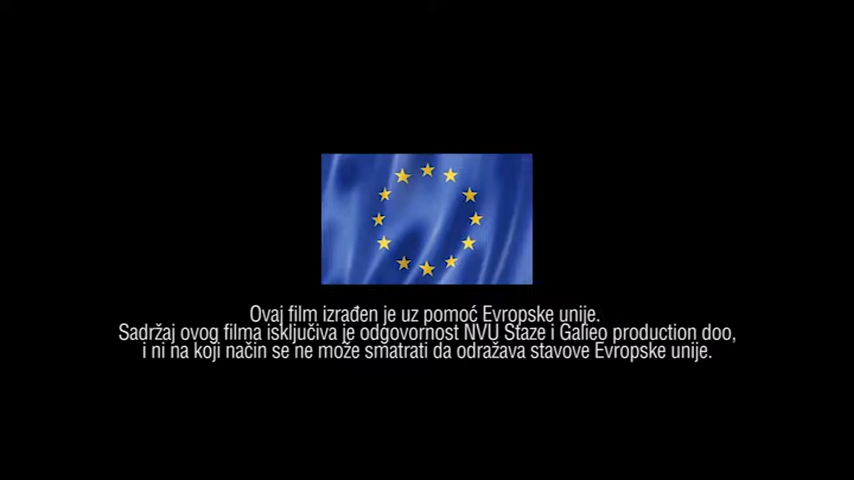 Ovaj film izrađen je uz pomoć Evropske unije.
Sadržaj ovog filma isključiva je odgovornost NVU Staze i Galileo production doo,
i ni na koji način se ne može smatrati da odražava stavove Evropske unije.